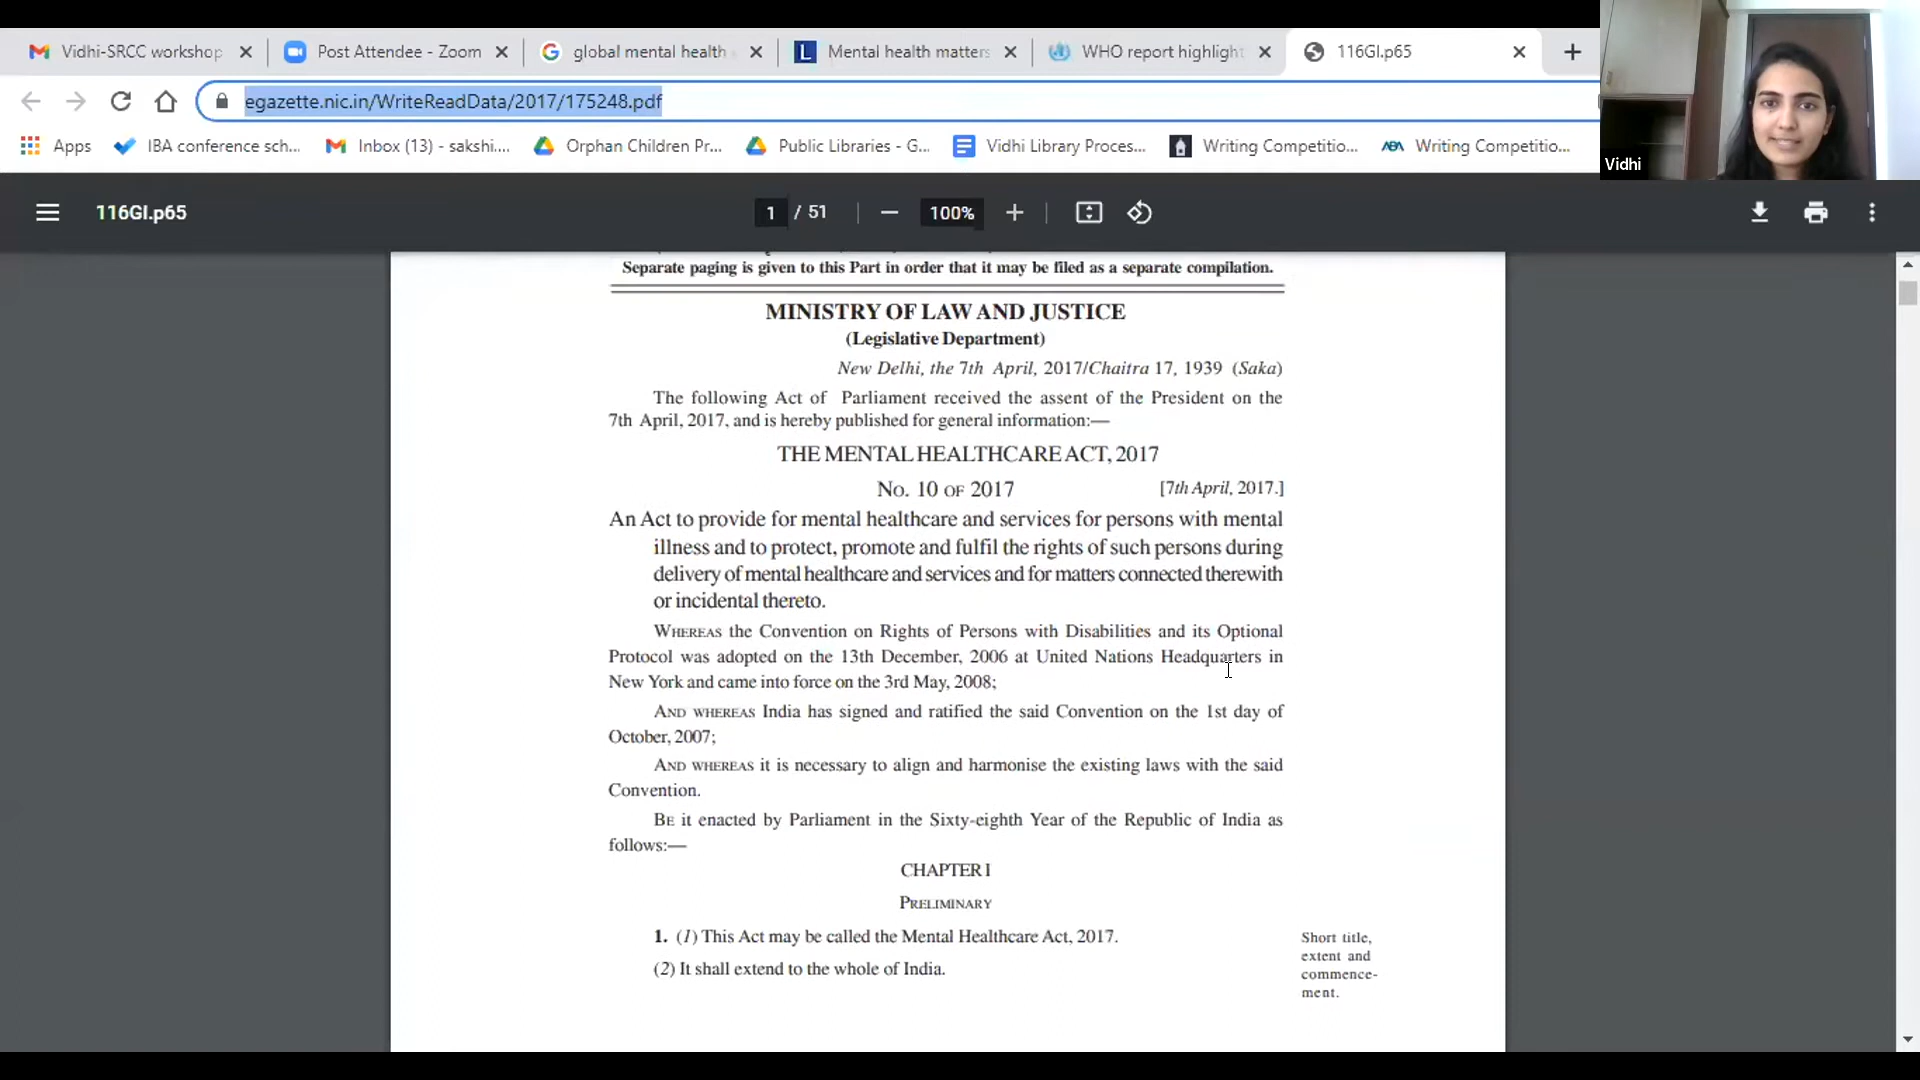 Vidhi-SRCC workshop
Post Attendee - Zoom
global mental health
Mental health matters
WHO report highlight
116GI.p65
egazette.nic.in/WriteReadData/2017/175248.pdf
Apps
IBA conference sch...
Inbox (13) - sakshi....
Orphan Children Pr...
Public Libraries - G...
Vidhi Library Proces...
Writing Competitio...
Writing Competitio...
Vidhi
116GI.p65
1 / 51
100%
Separate paging is given to this Part in order that it may be filed as a separate compilation.
MINISTRY OF LAW AND JUSTICE
(Legislative Department)
New Delhi, the 7th April, 2017/Chaitra 17, 1939 (Saka)
The following Act of Parliament received the assent of the President on the
7th April, 2017, and is hereby published for general information:—
THE MENTAL HEALTHCARE ACT, 2017
No. 10 OF 2017
[7th April, 2017.]
An Act to provide for mental healthcare and services for persons with mental
illness and to protect, promote and fulfil the rights of such persons during
delivery of mental healthcare and services and for matters connected therewith
or incidental thereto.
WHEREAS the Convention on Rights of Persons with Disabilities and its Optional
Protocol was adopted on the 13th December, 2006 at United Nations Headquarters in
New York and came into force on the 3rd May, 2008;
AND WHEREAS India has signed and ratified the said Convention on the 1st day of
October, 2007;
AND WHEREAS it is necessary to align and harmonise the existing laws with the said
Convention.
BE it enacted by Parliament in the Sixty-eighth Year of the Republic of India as
follows:—
CHAPTER I
PRELIMINARY
1. (1) This Act may be called the Mental Healthcare Act, 2017.
(2) It shall extend to the whole of India.
Short title,
extent and
commence-
ment.